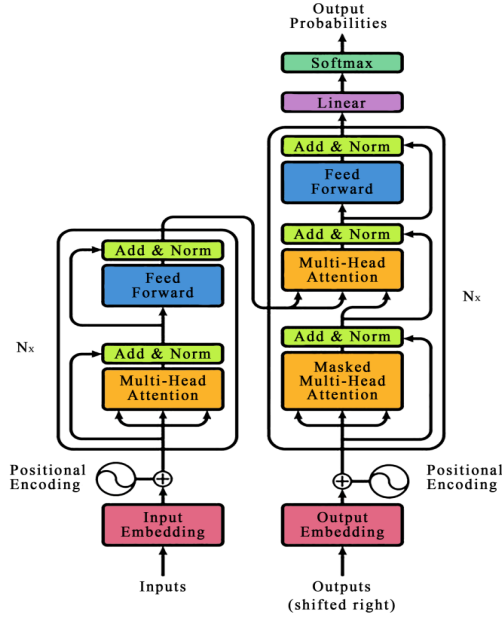 Output
Probabilities
Softmax
Linear
Add & Norm
Feed
Forward
Add & Norm
Multi-Head
Attention
Add & Norm
Masked
Multi-Head
Attention
Nx
Add & Norm
Feed
Forward
Add & Norm
Multi-Head
Attention
Nx
Positional
Encoding
Positional
Encoding
Input
Embedding
Output
Embedding
Inputs
Outputs
(shifted right)